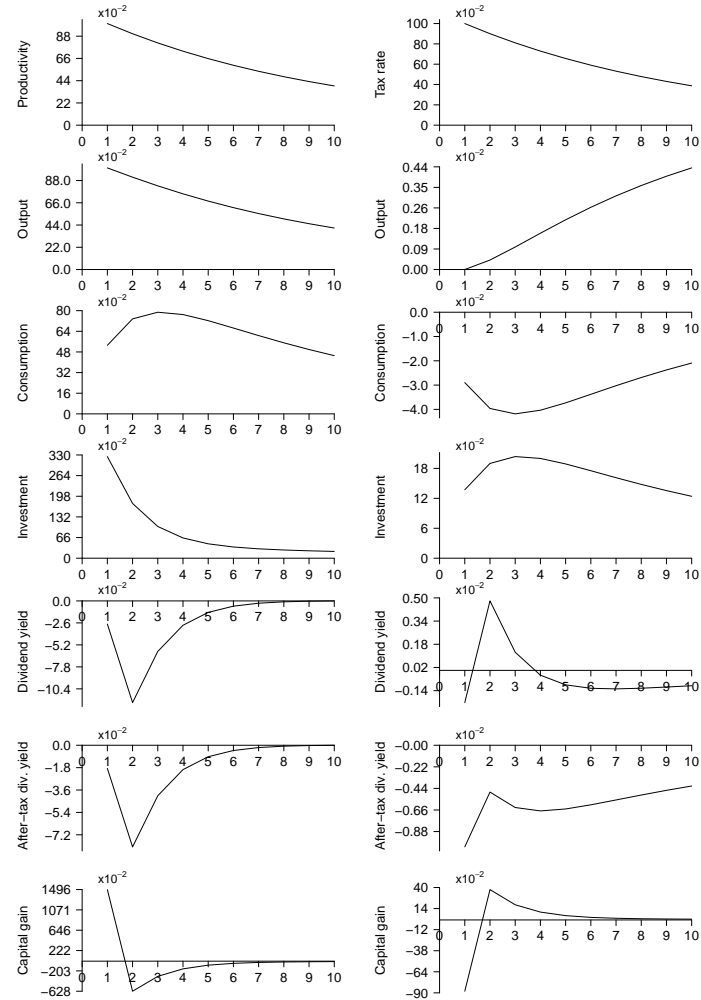 x10−2
Productivity
88
66
44
22
0
0 1 2 3 4 5 6 7 8 9 10
x10−2
Tax rate
100
80
60
40
20
0
0 1 2 3 4 5 6 7 8 9 10
x10−2
Output
88.0
66.0
44.0
22.0
0.0
0 1 2 3 4 5 6 7 8 9 10
x10−2
Output
0.44
0.35
0.26
0.18
0.09
0.00
0 1 2 3 4 5 6 7 8 9 10
x10−2
Consumption
80
64
48
32
16
0
0 1 2 3 4 5 6 7 8 9 10
x10−2
Consumption
0.0
−1.0
−2.0
−3.0
−4.0
0 1 2 3 4 5 6 7 8 9 10
x10−2
Investment
330
264
198
132
66
0
0 1 2 3 4 5 6 7 8 9 10
x10−2
Investment
18
12
6
0
0 1 2 3 4 5 6 7 8 9 10
x10−2
Dividend yield
0.0
−2.6
−5.2
−7.8
−10.4
0 1 2 3 4 5 6 7 8 9 10
x10−2
Dividend yield
0.50
0.34
0.18
0.02
−0.14
0 1 2 3 4 5 6 7 8 9 10
x10−2
After−tax div. yield
0.0
−1.8
−3.6
−5.4
−7.2
0 1 2 3 4 5 6 7 8 9 10
x10−2
After−tax div. yield
−0.00
−0.22
−0.44
−0.66
−0.88
0 1 2 3 4 5 6 7 8 9 10
x10−2
Capital gain
1496
1071
646
222
−203
−628
0 1 2 3 4 5 6 7 8 9 10
x10−2
Capital gain
40
14
−12
−38
−64
−90
0 1 2 3 4 5 6 7 8 9 10